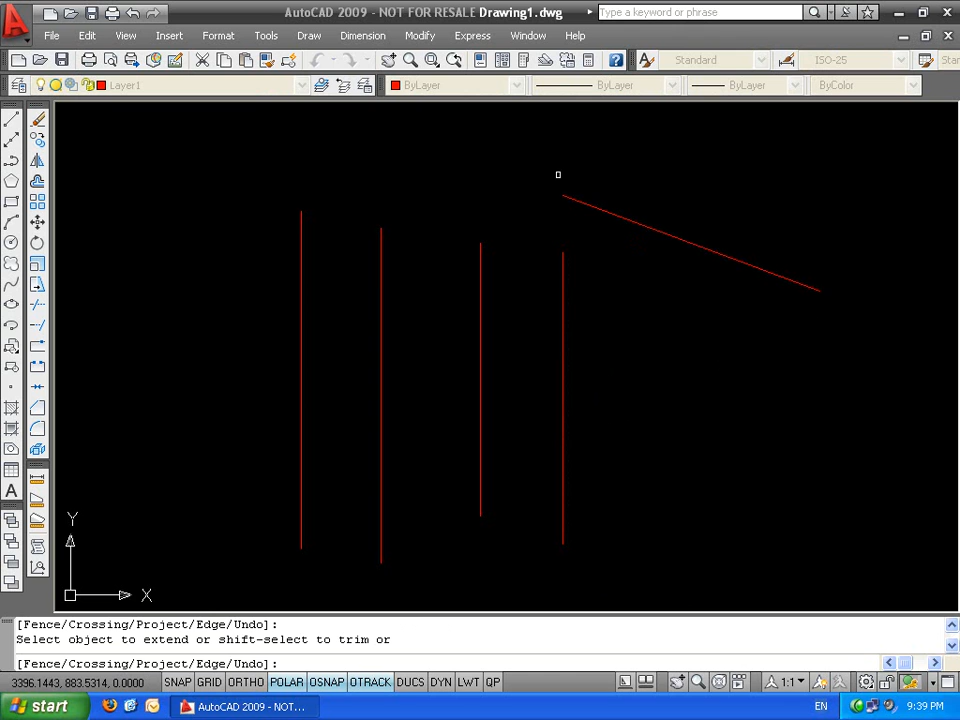 AutoCAD 2009 - NOT FOR RESALE Drawing1.dwg
Type a keyword or phrase
File Edit View Insert Format Tools Draw Dimension Modify Express Window Help
Standard ISO-25 Stan
Layer1 ByLayer ByLayer ByLayer ByColor
A
Y
X
[Fence/Crossing/Project/Edge/Undo]:
Select object to extend or shift-select to trim or
[Fence/Crossing/Project/Edge/Undo]:
3396.1443, 883.5314, 0.0000 SNAP GRID ORTHO POLAR OSNAP OTRACK DUCS DYN LWT QP 1:1
start AutoCAD 2009 - NOT... EN 9:39 PM